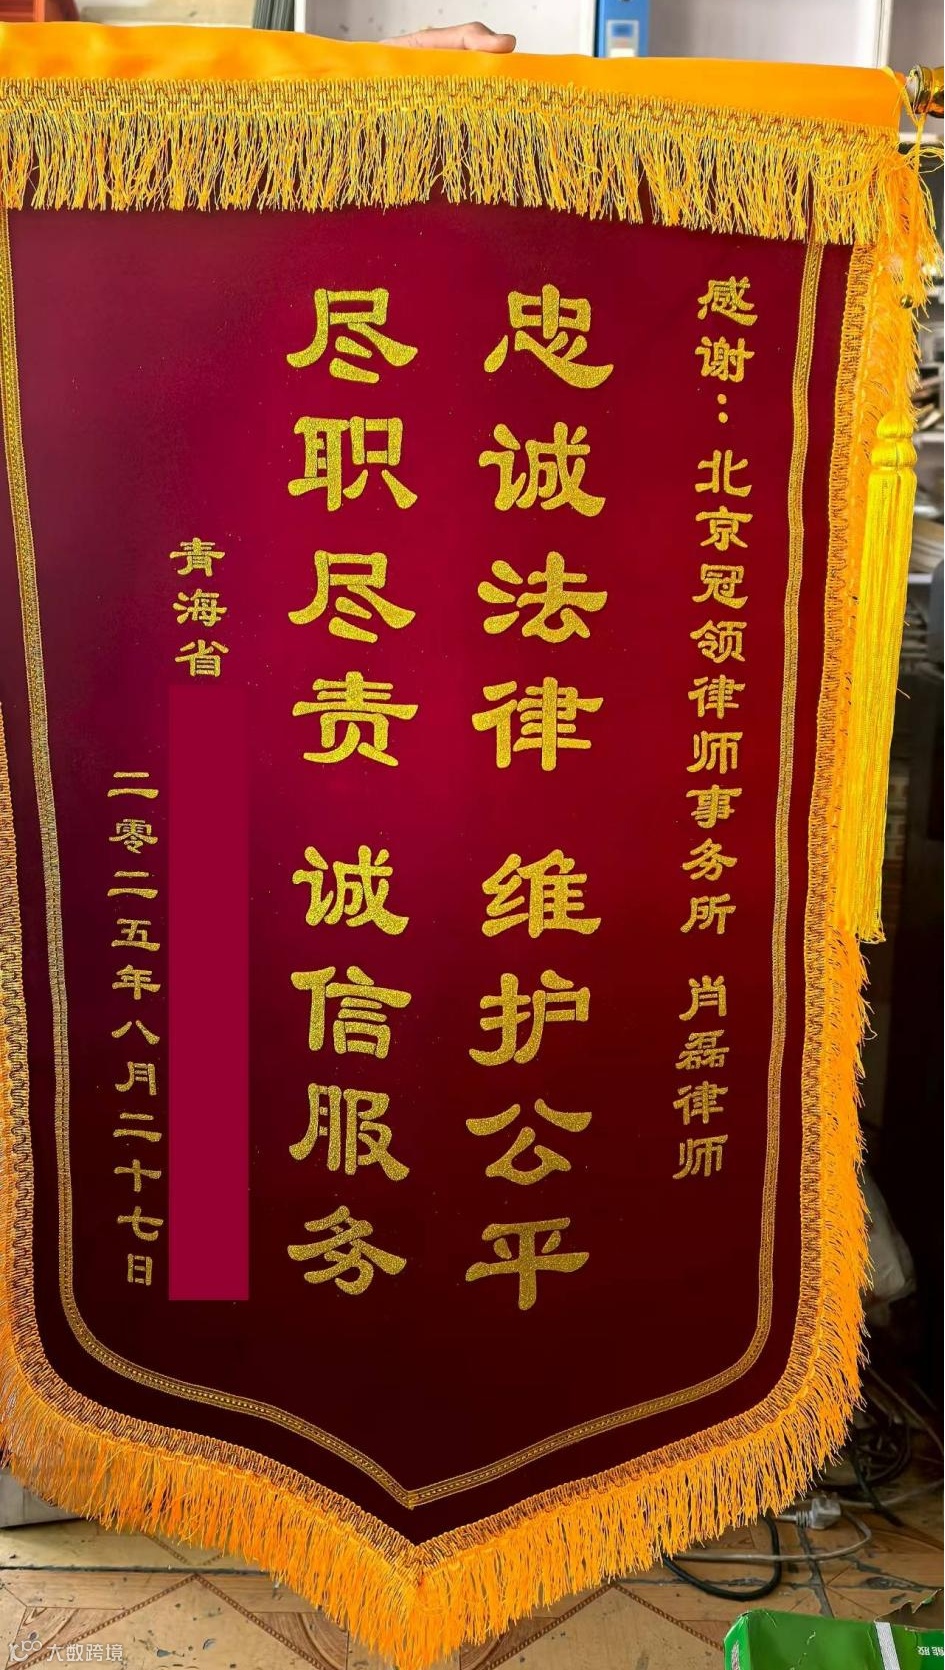 感谢：北京冠领律师事务所 肖磊律师
忠诚法律 维护公平
尽职尽责 诚信服务
青海省
二零二五年八月二十七日
大数跨境